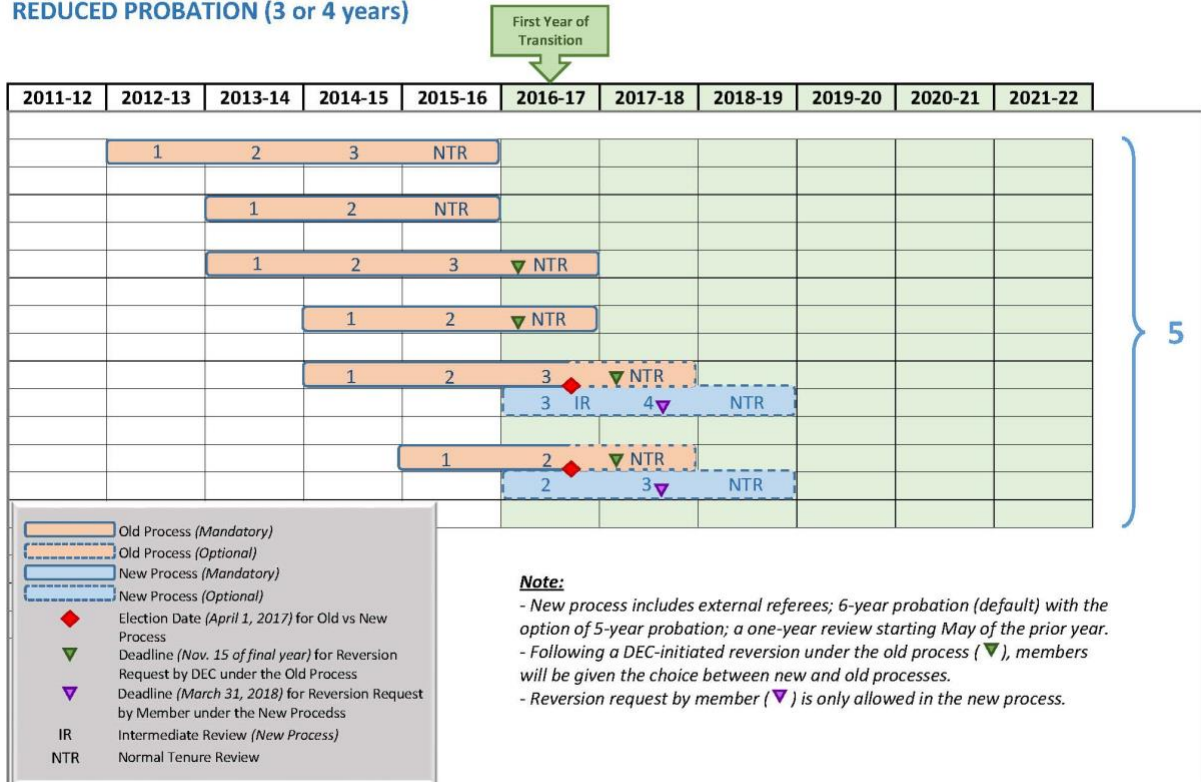 REDUCED PROBATION (3 or 4 years)
First Year of
Transition
2011-12 2012-13 2013-14 2014-15 2015-16 2016-17 2017-18 2018-19 2019-20 2020-21 2021-22
1 2 3 NTR
1 2 NTR
1 2 3 NTR
1 2 NTR
1 2 3 NTR
3 IR 4 NTR
1 2 NTR
2 3 NTR
5
Old Process (Mandatory)
Old Process (Optional)
New Process (Mandatory)
New Process (Optional)
Election Date (April 1, 2017) for Old vs New
Process
Deadline (Nov. 15 of final year) for Reversion
Request by DEC under the Old Process
Deadline (March 31, 2018) for Reversion Request
by Member under the New Procedss
IR Intermediate Review (New Process)
NTR Normal Tenure Review
Note:
- New process includes external referees; 6-year probation (default) with the
option of 5-year probation; a one-year review starting May of the prior year.
- Following a DEC-initiated reversion under the old process ( ), members
will be given the choice between new and old processes.
- Reversion request by member ( ) is only allowed in the new process.